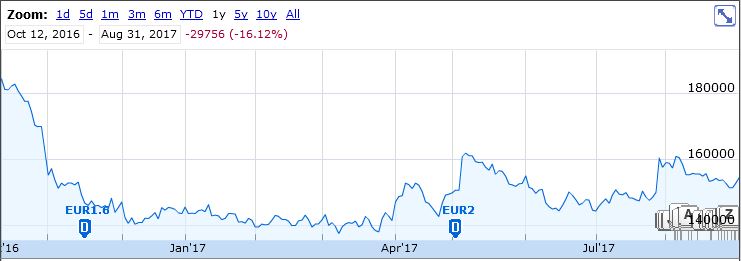 Zoom: 1d 5d 1m 3m 6m YTD 1y 5y 10y All
Oct 12, 2016 - Aug 31, 2017 -29756 (-16.12%)
180000
160000
EUR1.6 EUR2 140000
D D A Z
'16 Jan'17 Apr'17 Jul'17